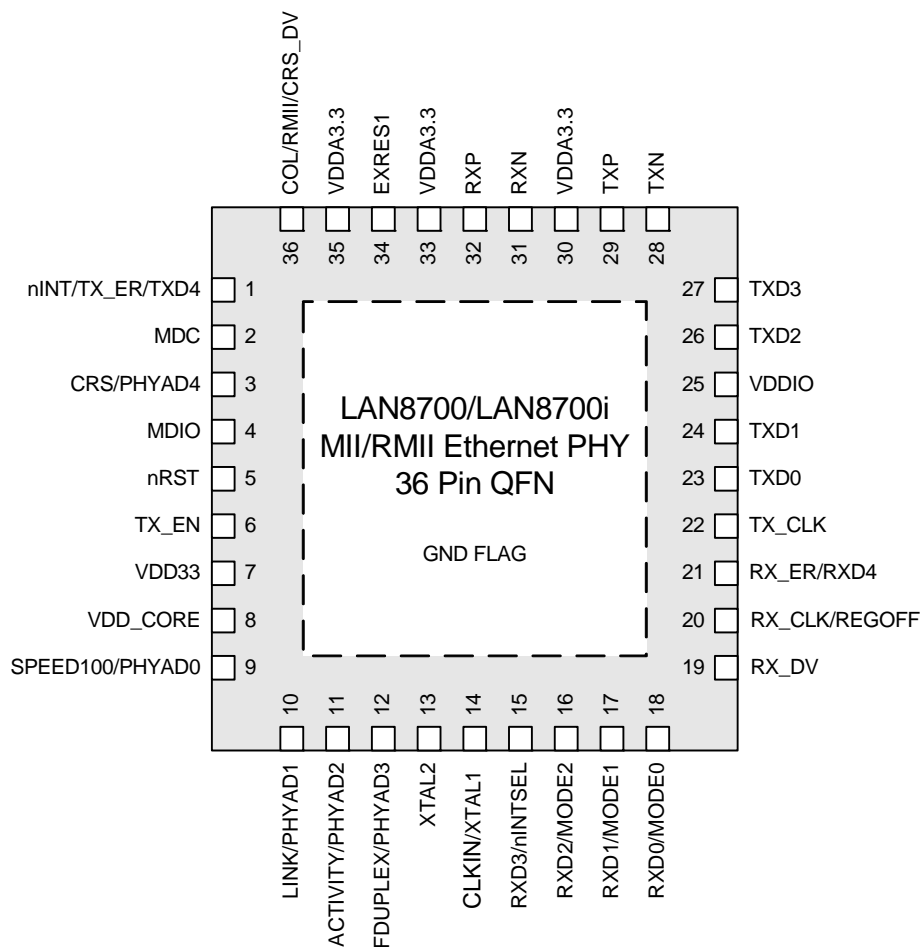 COL/RMII/CRS_DV
VDDA3.3
EXRES1
VDDA3.3
RXP
RXN
VDDA3.3
TXP
TXN
36
35
34
33
32
31
30
29
28
nINT/TX_ER/TXD4 1
MDC 2
CRS/PHYAD4 3
MDIO 4
nRST 5
TX_EN 6
VDD33 7
VDD_CORE 8
SPEED100/PHYAD0 9
LAN8700/LAN8700i
MII/RMII Ethernet PHY
36 Pin QFN
GND FLAG
27 TXD3
26 TXD2
25 VDDIO
24 TXD1
23 TXD0
22 TX_CLK
21 RX_ER/RXD4
20 RX_CLK/REGOFF
19 RX_DV
10
11
12
13
14
15
16
17
18
LINK/PHYAD1
ACTIVITY/PHYAD2
FDUPLEX/PHYAD3
XTAL2
CLKIN/XTAL1
RXD3/nINTSEL
RXD2/MODE2
RXD1/MODE1
RXD0/MODE0